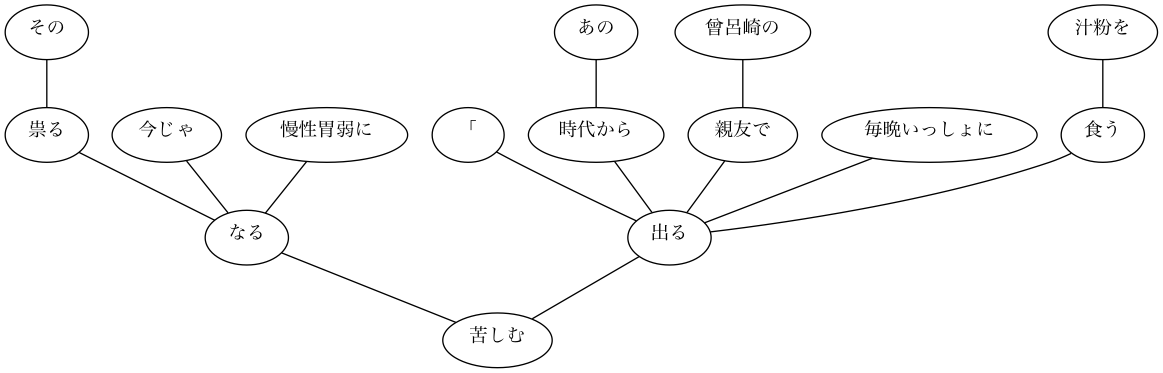 その
あの
曾呂崎の
汁粉を
祟る
今じゃ
慢性胃弱に
「
時代から
親友で
毎晩いっしょに
食う
なる
出る
苦しむ